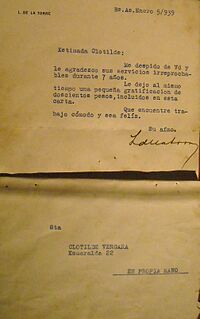 L. DE LA TORRE
Bs.As.Enero 5/939
Estimada Clotilde:
Me despido de Vd y
le agradezco sus servicios irreprocha-
bles durante 7 años.
Le dejo al mismo
tiempo una pequeña gratificacion de
doscientos pesos, incluidos en esta
carta.
Que encuentre tra-
bajo cómodo y sea feliz.
Su afmo.
Sta
CLOTILDE VERGARA
Esmeralda 22
EN PROPIA MANO